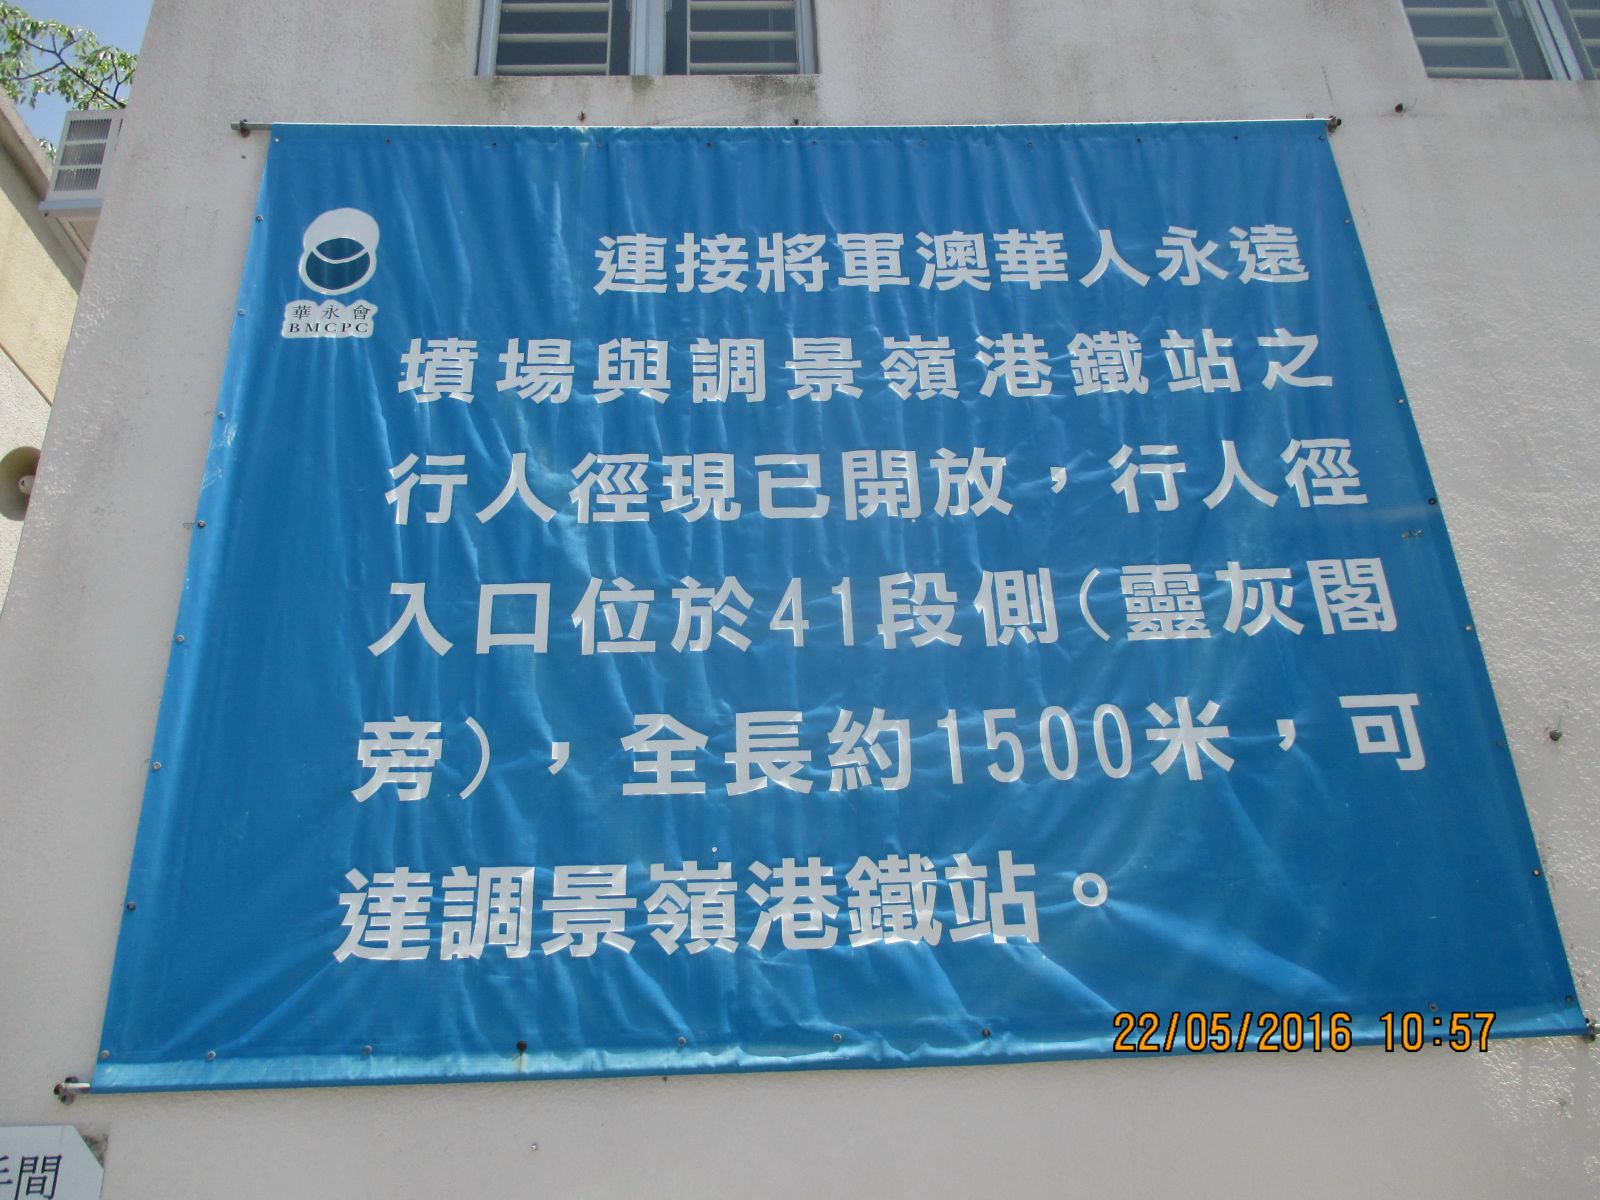 華永會
BMCPC
連接將軍澳華人永遠
墳場與調景嶺港鐵站之
行人徑現已開放，行人徑
入口位於41段側(靈灰閣
旁)，全長約1500米，可
達調景嶺港鐵站。
22/05/2016 10:57
間